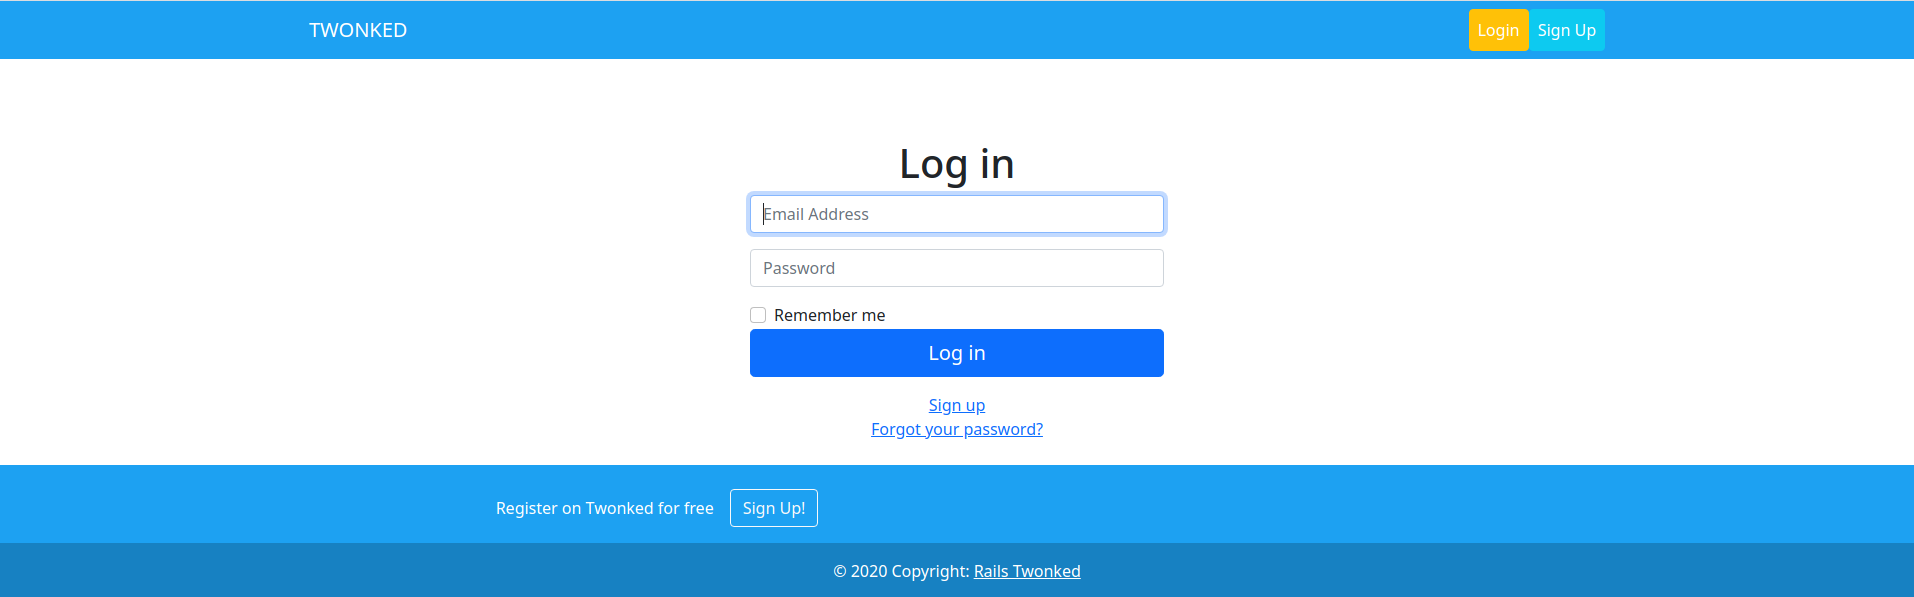 TWONKED Login Sign Up
Log in
Email Address
Password
Remember me
Log in
Sign up
Forgot your password?
Register on Twonked for free Sign Up!
© 2020 Copyright: Rails Twonked